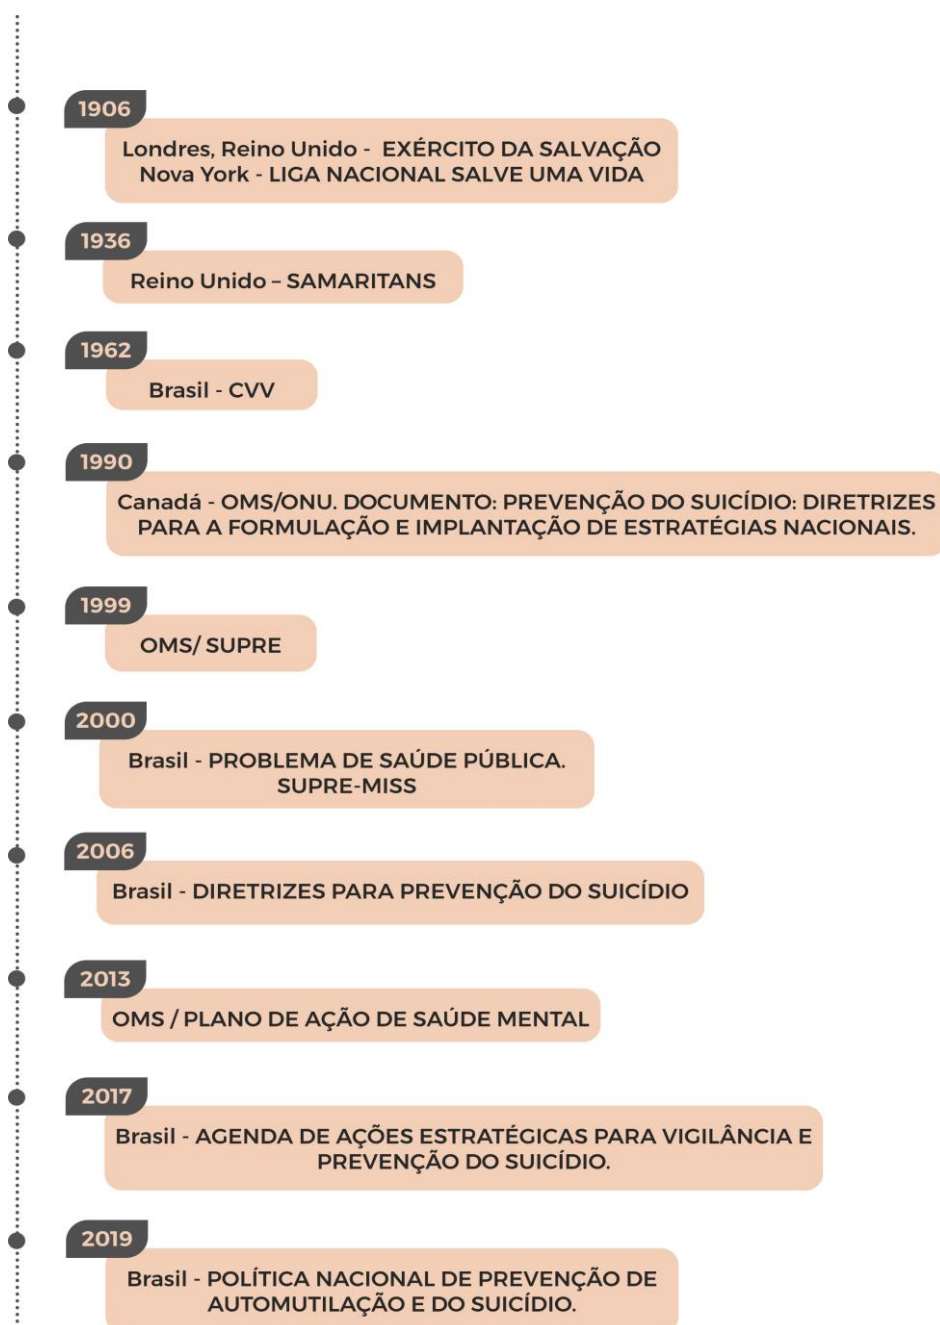 1906
Londres, Reino Unido - EXÉRCITO DA SALVAÇÃO
Nova York - LIGA NACIONAL SALVE UMA VIDA
1936
Reino Unido – SAMARITANS
1962
Brasil - CVV
1990
Canadá - OMS/ONU. DOCUMENTO: PREVENÇÃO DO SUICÍDIO: DIRETRIZES
PARA A FORMULAÇÃO E IMPLANTAÇÃO DE ESTRATÉGIAS NACIONAIS.
1999
OMS/ SUPRE
2000
Brasil - PROBLEMA DE SAÚDE PÚBLICA.
SUPRE-MISS
2006
Brasil - DIRETRIZES PARA PREVENÇÃO DO SUICÍDIO
2013
OMS / PLANO DE AÇÃO DE SAÚDE MENTAL
2017
Brasil - AGENDA DE AÇÕES ESTRATÉGICAS PARA VIGILÂNCIA E
PREVENÇÃO DO SUICÍDIO.
2019
Brasil - POLÍTICA NACIONAL DE PREVENÇÃO DE
AUTOMUTILAÇÃO E DO SUICÍDIO.